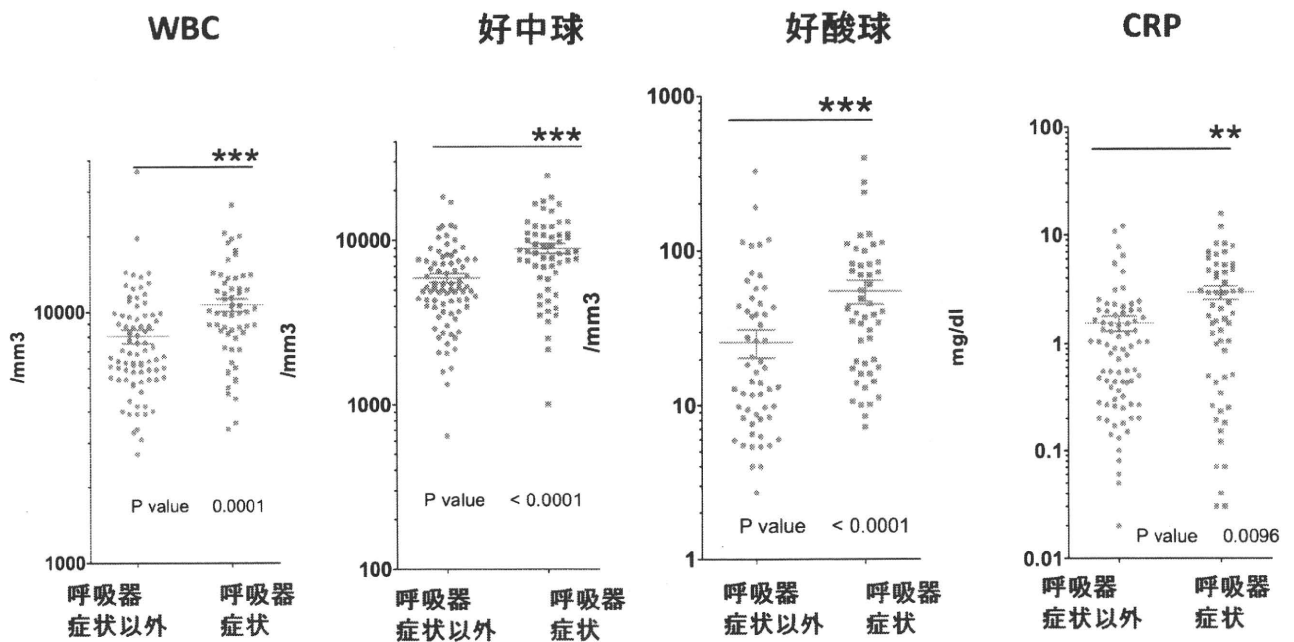 WBC
***
10000
1000
/mm3
P value 0.0001
呼吸器
症状以外
呼吸器
症状
好中球
***
10000
1000
100
/mm3
P value < 0.0001
呼吸器
症状以外
呼吸器
症状
好酸球
***
1000
100
10
1
P value < 0.0001
呼吸器
症状以外
呼吸器
症状
CRP
**
100
10
1
0.1
0.01
mg/dl
P value 0.0096
呼吸器
症状以外
呼吸器
症状